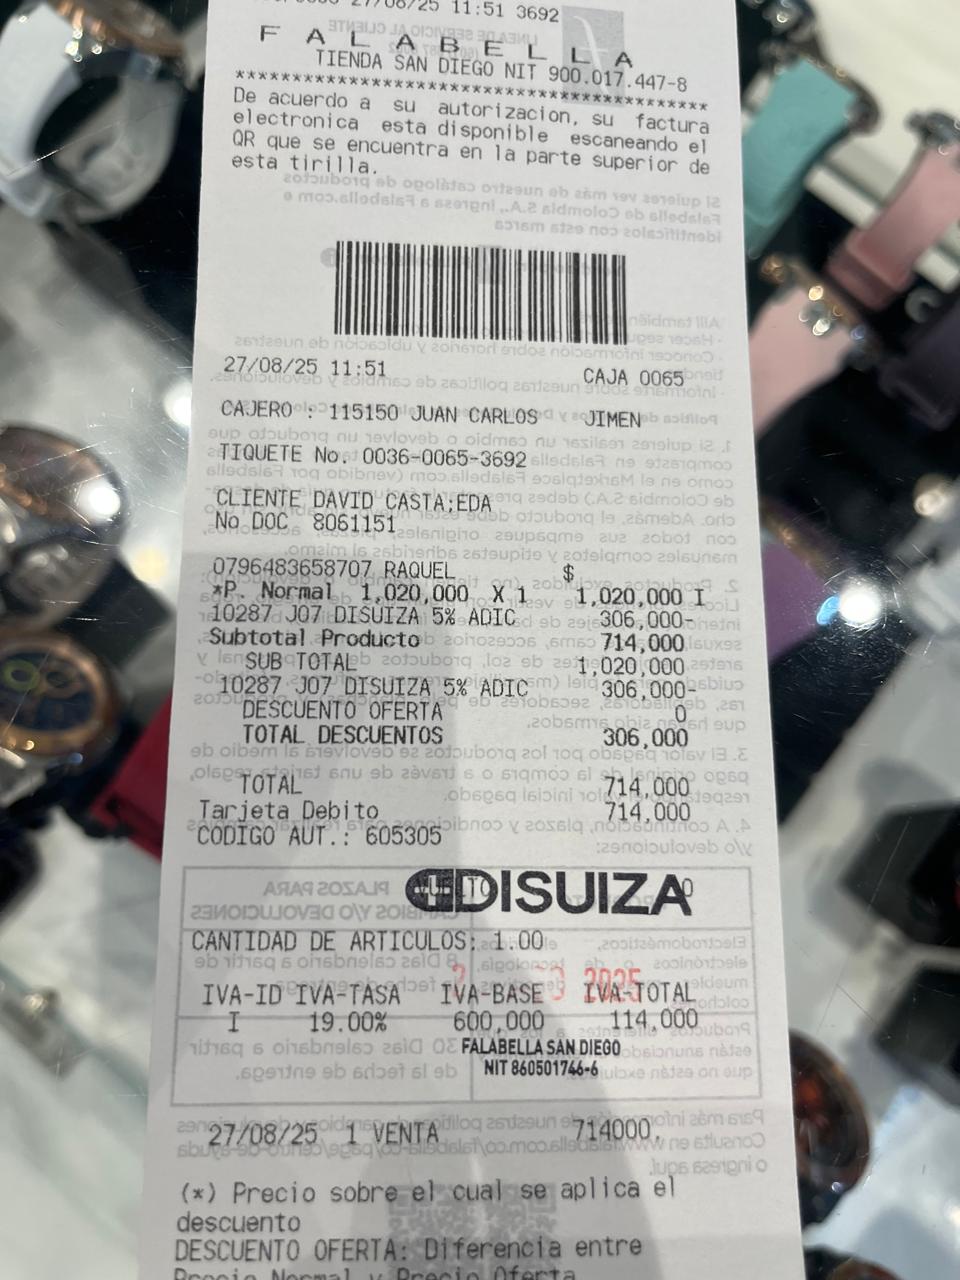 27/08/25 11:51 3692
F A L A B E L L A
TIENDA SAN DIEGO NIT 900.017.447-8
******************************************
De acuerdo a su autorizacion, su factura
electronica esta disponible escaneando el
QR que se encuentra en la parte superior de
esta tirilla.
27/08/25 11:51 CAJA 0065
CAJERO : 115150 JUAN CARLOS JIMEN
TIQUETE No. 0036-0065-3692
CLIENTE DAVID CASTA;EDA
No DOC 8061151
0796483658707 RAQUEL $
*P. Normal 1,020,000 X 1 1,020,000 I
10287 J07 DISUIZA 5% ADIC 306,000-
Subtotal Producto 714,000
SUB TOTAL 1,020,000
10287 J07 DISUIZA 5% ADIC 306,000-
DESCUENTO OFERTA 0
TOTAL DESCUENTOS 306,000
TOTAL 714,000
Tarjeta Debito 714,000
CODIGO AUT.: 605305
DISUIZA 0
CANTIDAD DE ARTICULOS: 1.00
2025
IVA-ID IVA-TASA IVA-BASE IVA-TOTAL
I 19.00% 600,000 114,000
FALABELLA SAN DIEGO
NIT 860501746-6
27/08/25 1 VENTA 714000
(*) Precio sobre el cual se aplica el
descuento
DESCUENTO OFERTA: Diferencia entre
Precio Normal y Precio Oferta